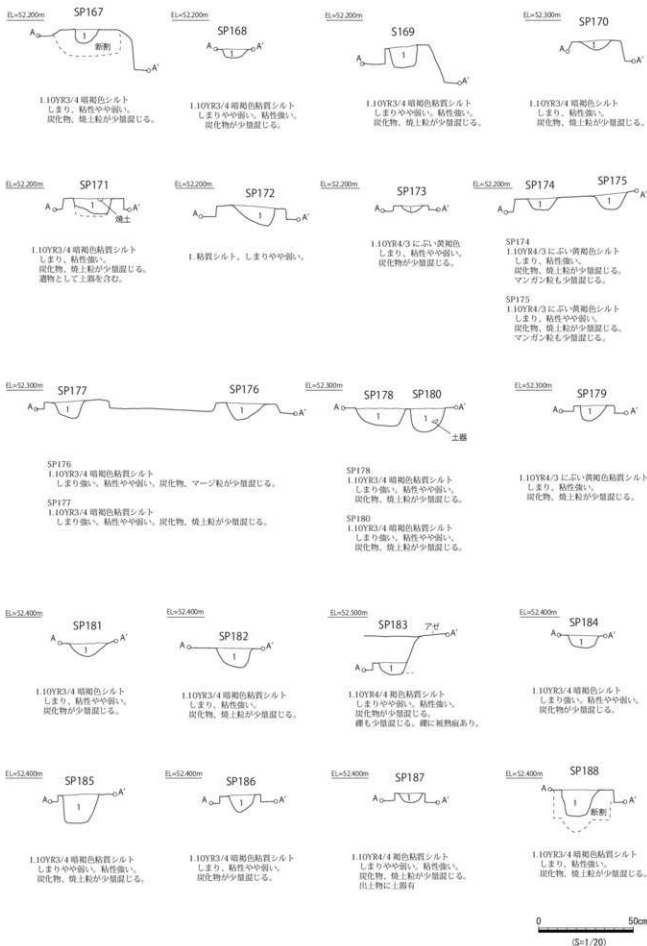 EL=52.200m
SP167
A
1
断割
A'
1.10YR3/4 暗褐色シルト
しまり、粘性やや弱い。
炭化物、焼土粒が少量混じる。
EL=52.200m
SP168
A
1
A'
1.10YR3/4 暗褐色粘質シルト
しまりやや弱い。粘性強い。
炭化物が少量混じる。
EL=52.200m
S169
A
1
A'
1.10YR3/4 暗褐色粘質シルト
しまりやや弱い。粘性強い。
炭化物、焼土粒が少量混じる。
EL=52.300m
SP170
A
1
A'
1.10YR3/4 暗褐色シルト
しまり、粘性やや弱い。
炭化物、焼土粒が少量混じる。
EL=52.200m
SP171
A
1
A'
焼土
1.10YR3/4 暗褐色粘質シルト
しまり、粘性強い。
炭化物、焼土粒が少量混じる。
遺物として土器を含む。
EL=52.200m
SP172
A
1
A'
1.粘質シルト。しまりやや弱い。
EL=52.200m
SP173
A
1
A'
1.10YR4/3 にぶい黄褐色
しまり、粘性やや弱い。
炭化物が少量混じる。
EL=52.200m
SP174
SP175
A
1
1
A'
SP174
1.10YR4/3 にぶい黄褐色シルト
しまり、粘性強い。
炭化物、焼土粒が少量混じる。
マンガン粒も少量混じる。
SP175
1.10YR4/3 にぶい黄褐色シルト
しまり、粘性やや弱い。
炭化物、焼土粒が少量混じる。
マンガン粒も少量混じる。
EL=52.300m
SP177
SP176
A
1
1
A'
SP176
1.10YR3/4 暗褐色粘質シルト
しまり強い。粘性やや弱い。炭化物、マージ粒が少量混じる。
SP177
1.10YR3/4 暗褐色粘質シルト
しまり強い。粘性やや弱い。炭化物、焼土粒が少量混じる。
EL=52.300m
SP178
SP180
A
1
1
A'
土器
SP178
1.10YR3/4 暗褐色粘質シルト
しまり強い。粘性やや弱い。
炭化物、焼土粒が少量混じる。
SP180
1.10YR3/4 暗褐色粘質シルト
しまり強い。粘性やや弱い。
炭化物、焼土粒が少量混じる。
EL=52.300m
SP179
A
1
A'
1.10YR4/3 にぶい黄褐色粘質シルト
しまり、粘性強い。
炭化物、焼土粒が少量混じる。
EL=52.400m
SP181
A
1
A'
1.10YR3/4 暗褐色シルト
しまり、粘性やや弱い。
炭化物が少量混じる。
EL=52.400m
SP182
A
1
A'
1.10YR3/4 暗褐色粘質シルト
しまり、粘性強い。
炭化物、焼土粒が少量混じる。
EL=52.500m
SP183
アゼ
A'
A
1
1.10YR4/4 褐色粘質シルト
しまりやや弱い。粘性強い。
炭化物が少量混じる。
礫も少量混じる。礫に被熱痕あり。
EL=52.400m
SP184
A
1
A'
1.10YR3/4 暗褐色シルト
しまり強い。粘性やや弱い。
炭化物が少量混じる。
EL=52.400m
SP185
A
1
A'
1.10YR3/4 暗褐色粘質シルト
しまりやや弱い。粘性強い。
炭化物、焼土粒が少量混じる。
EL=52.400m
SP186
A
1
A'
1.10YR3/4 暗褐色粘質シルト
しまり、粘性やや弱い。
炭化物が少量混じる。
EL=52.400m
SP187
A
1
A'
1.10YR4/4 褐色粘質シルト
しまりやや弱い。粘性強い。
炭化物、焼土粒が少量混じる。
出土物に土器有
EL=52.400m
SP188
A
1
A'
断割
1.10YR3/4 暗褐色粘質シルト
しまりやや弱い。粘性強い。
炭化物、焼土粒が少量混じる。
0
50cm
(S=1/20)